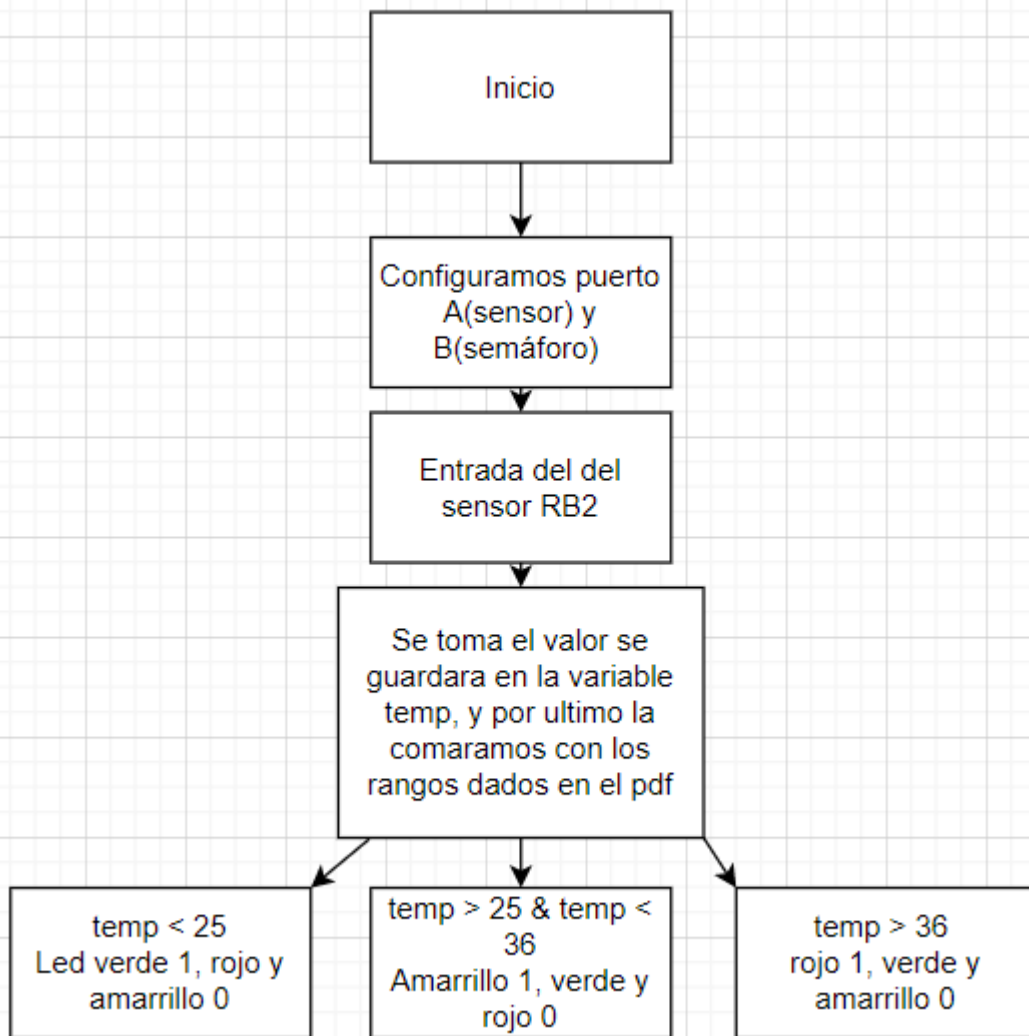 Inicio
Configuramos puerto
A(sensor) y
B(semáforo)
Entrada del del
sensor RB2
Se toma el valor se
guardara en la variable
temp, y por ultimo la
comaramos con los
rangos dados en el pdf
temp < 25
Led verde 1, rojo y
amarrillo 0
temp > 25 & temp <
36
Amarrillo 1, verde y
rojo 0
temp > 36
rojo 1, verde y
amarrillo 0